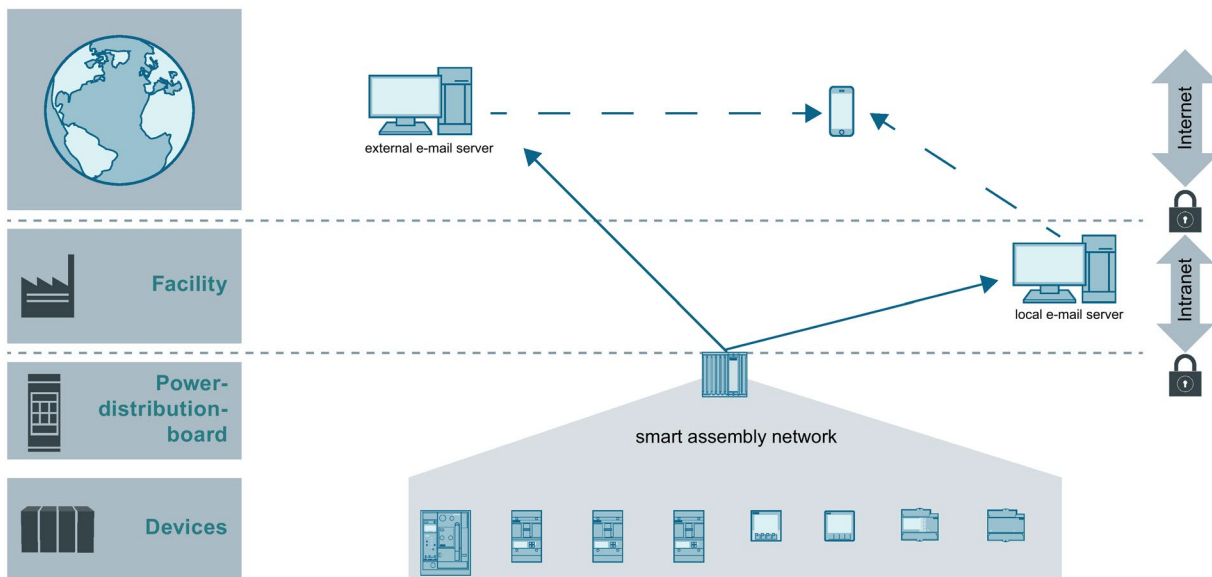 external e-mail server
Internet
Facility
local e-mail server
Intranet
Power-
distribution-
board
smart assembly network
Devices